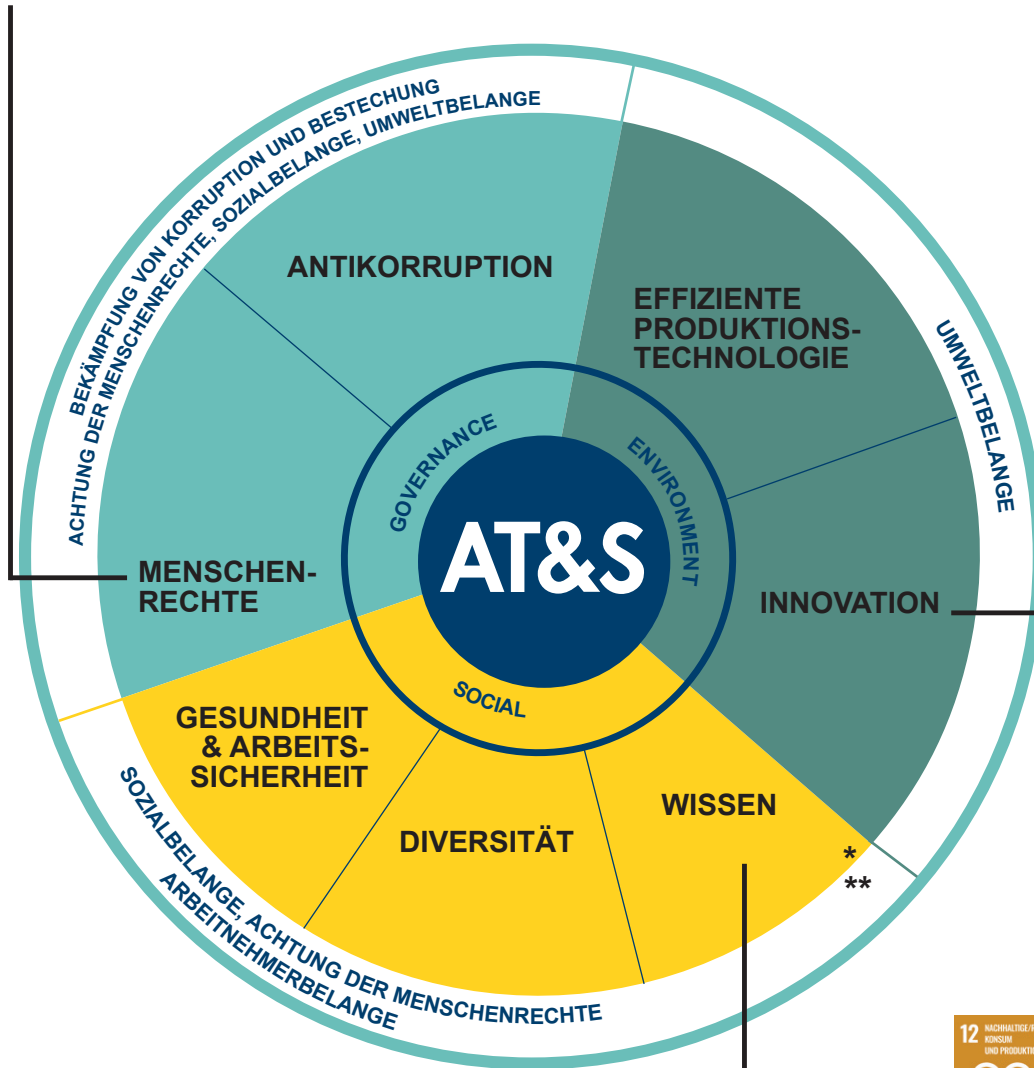 BEKÄMPFUNG VON KORRUPTION UND BESTECHUNG
ACHTUNG DER MENSCHENRECHTE, SOZIALBELANGE, UMWELTBELANGE
ANTIKORRUPTION
EFFIZIENTE
PRODUKTIONS-
TECHNOLOGIE
UMWELTBELANGE
GOVERNANCE
ENVIRONMENT
AT&S
MENSCHEN-
RECHTE
INNOVATION
SOCIAL
GESUNDHEIT
& ARBEITS-
SICHERHEIT
WISSEN
DIVERSITÄT
*
**
SOZIALBELANGE, ACHTUNG DER MENSCHENRECHTE
ARBEITNEHMERBELANGE
12
KONSUM